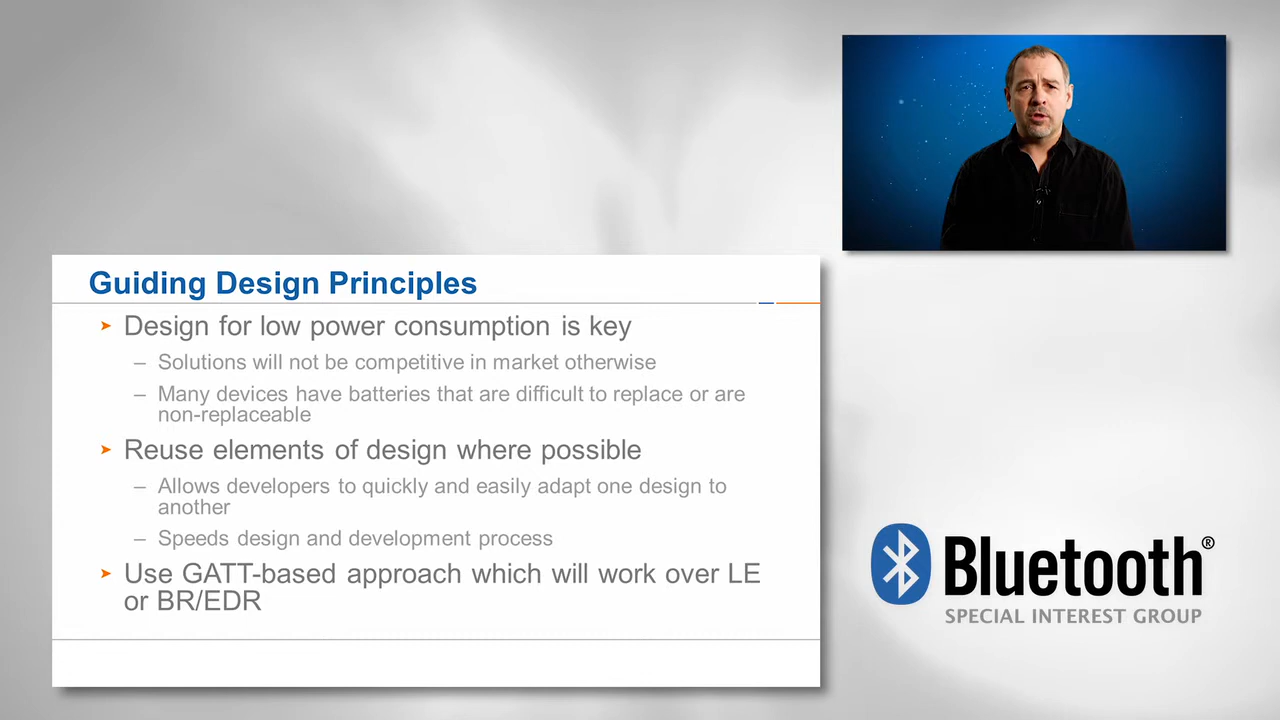 Guiding Design Principles
➤ Design for low power consumption is key
– Solutions will not be competitive in market otherwise
– Many devices have batteries that are difficult to replace or are
non-replaceable
➤ Reuse elements of design where possible
– Allows developers to quickly and easily adapt one design to
another
– Speeds design and development process
➤ Use GATT-based approach which will work over LE
or BR/EDR
Bluetooth®
SPECIAL INTEREST GROUP